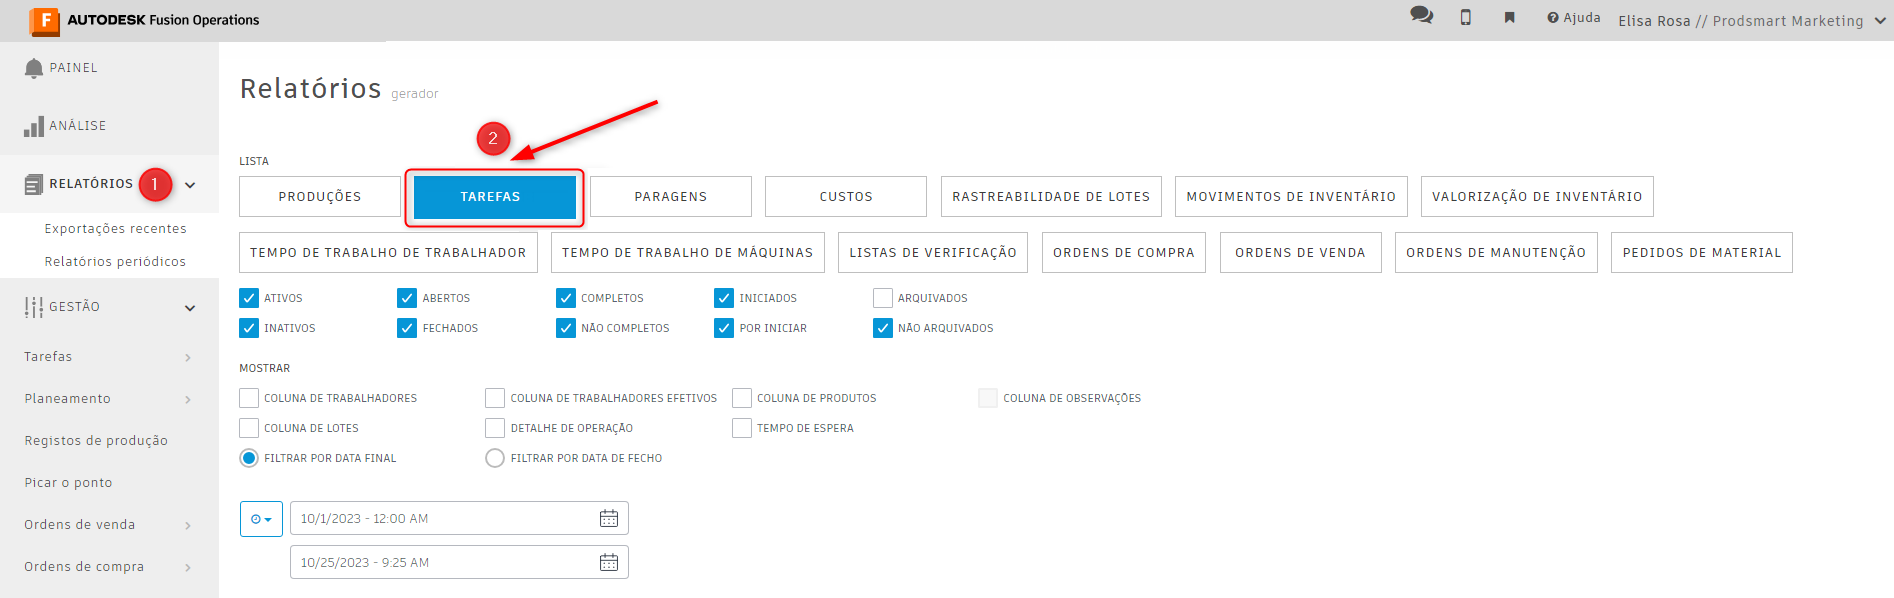 F AUTODESK Fusion Operations
Ajuda
Elisa Rosa // Prodsmart Marketing
PAINEL
ANÁLISE
RELATÓRIOS 1
Exportações recentes
Relatórios periódicos
GESTÃO
Tarefas
Planeamento
Registos de produção
Picar o ponto
Ordens de venda
Ordens de compra
Relatórios gerador
2
LISTA
PRODUÇÕES TAREFAS PARAGENS CUSTOS RASTREABILIDADE DE LOTES MOVIMENTOS DE INVENTÁRIO VALORIZAÇÃO DE INVENTÁRIO
TEMPO DE TRABALHO DE TRABALHADOR TEMPO DE TRABALHO DE MÁQUINAS LISTAS DE VERIFICAÇÃO ORDENS DE COMPRA ORDENS DE VENDA ORDENS DE MANUTENÇÃO PEDIDOS DE MATERIAL
ATIVOS ABERTOS COMPLETOS INICIADOS ARQUIVADOS
INATIVOS FECHADOS NÃO COMPLETOS POR INICIAR NÃO ARQUIVADOS
MOSTRAR
COLUNA DE TRABALHADORES COLUNA DE TRABALHADORES EFETIVOS COLUNA DE PRODUTOS COLUNA DE OBSERVAÇÕES
COLUNA DE LOTES DETALHE DE OPERAÇÃO TEMPO DE ESPERA
FILTRAR POR DATA FINAL FILTRAR POR DATA DE FECHO
10/1/2023 - 12:00 AM
10/25/2023 - 9:25 AM